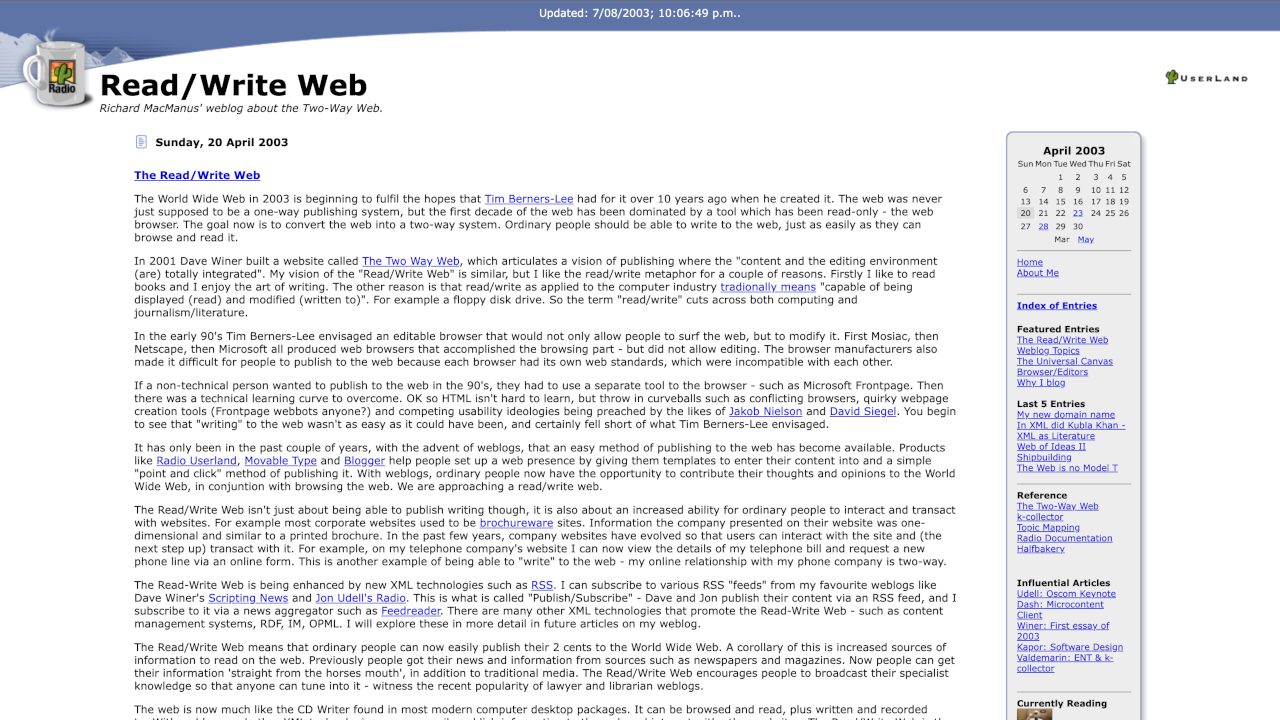 Updated: 7/08/2003; 10:06:49 p.m..
Radio
Read/Write Web
Richard MacManus' weblog about the Two-Way Web.
USERLAND
Sunday, 20 April 2003
The Read/Write Web
The World Wide Web in 2003 is beginning to fulfil the hopes that Tim Berners-Lee had for it over 10 years ago when he created it. The web was never
just supposed to be a one-way publishing system, but the first decade of the web has been dominated by a tool which has been read-only - the web
browser. The goal now is to convert the web into a two-way system. Ordinary people should be able to write to the web, just as easily as they can
browse and read it.
In 2001 Dave Winer built a website called The Two Way Web, which articulates a vision of publishing where the "content and the editing environment
(are) totally integrated". My vision of the "Read/Write Web" is similar, but I like the read/write metaphor for a couple of reasons. Firstly I like to read
books and I enjoy the art of writing. The other reason is that read/write as applied to the computer industry tradionally means "capable of being
displayed (read) and modified (written to)". For example a floppy disk drive. So the term "read/write" cuts across both computing and
journalism/literature.
In the early 90's Tim Berners-Lee envisaged an editable browser that would not only allow people to surf the web, but to modify it. First Mosiac, then
Netscape, then Microsoft all produced web browsers that accomplished the browsing part - but did not allow editing. The browser manufacturers also
made it difficult for people to publish to the web because each browser had its own web standards, which were incompatible with each other.
If a non-technical person wanted to publish to the web in the 90's, they had to use a separate tool to the browser - such as Microsoft Frontpage. Then
there was a technical learning curve to overcome. OK so HTML isn't hard to learn, but throw in curveballs such as conflicting browsers, quirky webpage
creation tools (Frontpage webbots anyone?) and competing usability ideologies being preached by the likes of Jakob Nielson and David Siegel. You begin
to see that "writing" to the web wasn't as easy as it could have been, and certainly fell short of what Tim Berners-Lee envisaged.
It has only been in the past couple of years, with the advent of weblogs, that an easy method of publishing to the web has become available. Products
like Radio Userland, Movable Type and Blogger help people set up a web presence by giving them templates to enter their content into and a simple
"point and click" method of publishing it. With weblogs, ordinary people now have the opportunity to contribute their thoughts and opinions to the World
Wide Web, in conjuntion with browsing the web. We are approaching a read/write web.
The Read/Write Web isn't just about being able to publish writing though, it is also about an increased ability for ordinary people to interact and transact
with websites. For example most corporate websites used to be brochureware sites. Information the company presented on their website was one-
dimensional and similar to a printed brochure. In the past few years, company websites have evolved so that users can interact with the site and (the
next step up) transact with it. For example, on my telephone company's website I can now view the details of my telephone bill and request a new
phone line via an online form. This is another example of being able to "write" to the web - my online relationship with my phone company is two-way.
The Read-Write Web is being enhanced by new XML technologies such as RSS. I can subscribe to various RSS "feeds" from my favourite weblogs like
Dave Winer's Scripting News and Jon Udell's Radio. This is what is called "Publish/Subscribe" - Dave and Jon publish their content via an RSS feed, and I
subscribe to it via a news aggregator such as Feedreader. There are many other XML technologies that promote the Read-Write Web - such as content
management systems, RDF, IM, OPML. I will explore these in more detail in future articles on my weblog.
The Read/Write Web means that ordinary people can now easily publish their 2 cents to the World Wide Web. A corollary of this is increased sources of
information to read on the web. Previously people got their news and information from sources such as newspapers and magazines. Now people can get
their information 'straight from the horses mouth', in addition to traditional media. The Read/Write Web encourages people to broadcast their specialist
knowledge so that anyone can tune into it - witness the recent popularity of lawyer and librarian weblogs.
The web is now much like the CD Writer found in most modern computer desktop packages. It can be browsed and read, plus written and recorded
April 2003
Sun Mon Tue Wed Thu Fri Sat
1 2 3 4 5
6 7 8 9 10 11 12
13 14 15 16 17 18 19
20 21 22 23 24 25 26
27 28 29 30
Mar May
Home
About Me
Index of Entries
Featured Entries
The Read/Write Web
Weblog Topics
The Universal Canvas
Browser/Editors
Why I blog
Last 5 Entries
My new domain name
In XML did Kubla Khan -
XML as Literature
Web of Ideas II
Shipbuilding
The Web is no Model T
Reference
The Two-Way Web
k-collector
Topic Mapping
Radio Documentation
Halfbakery
Influential Articles
Udell: Oscom Keynote
Dash: Microcontent
Client
Winer: First essay of
2003
Kapor: Software Design
Valdemarin: ENT & k-
collector
Currently Reading